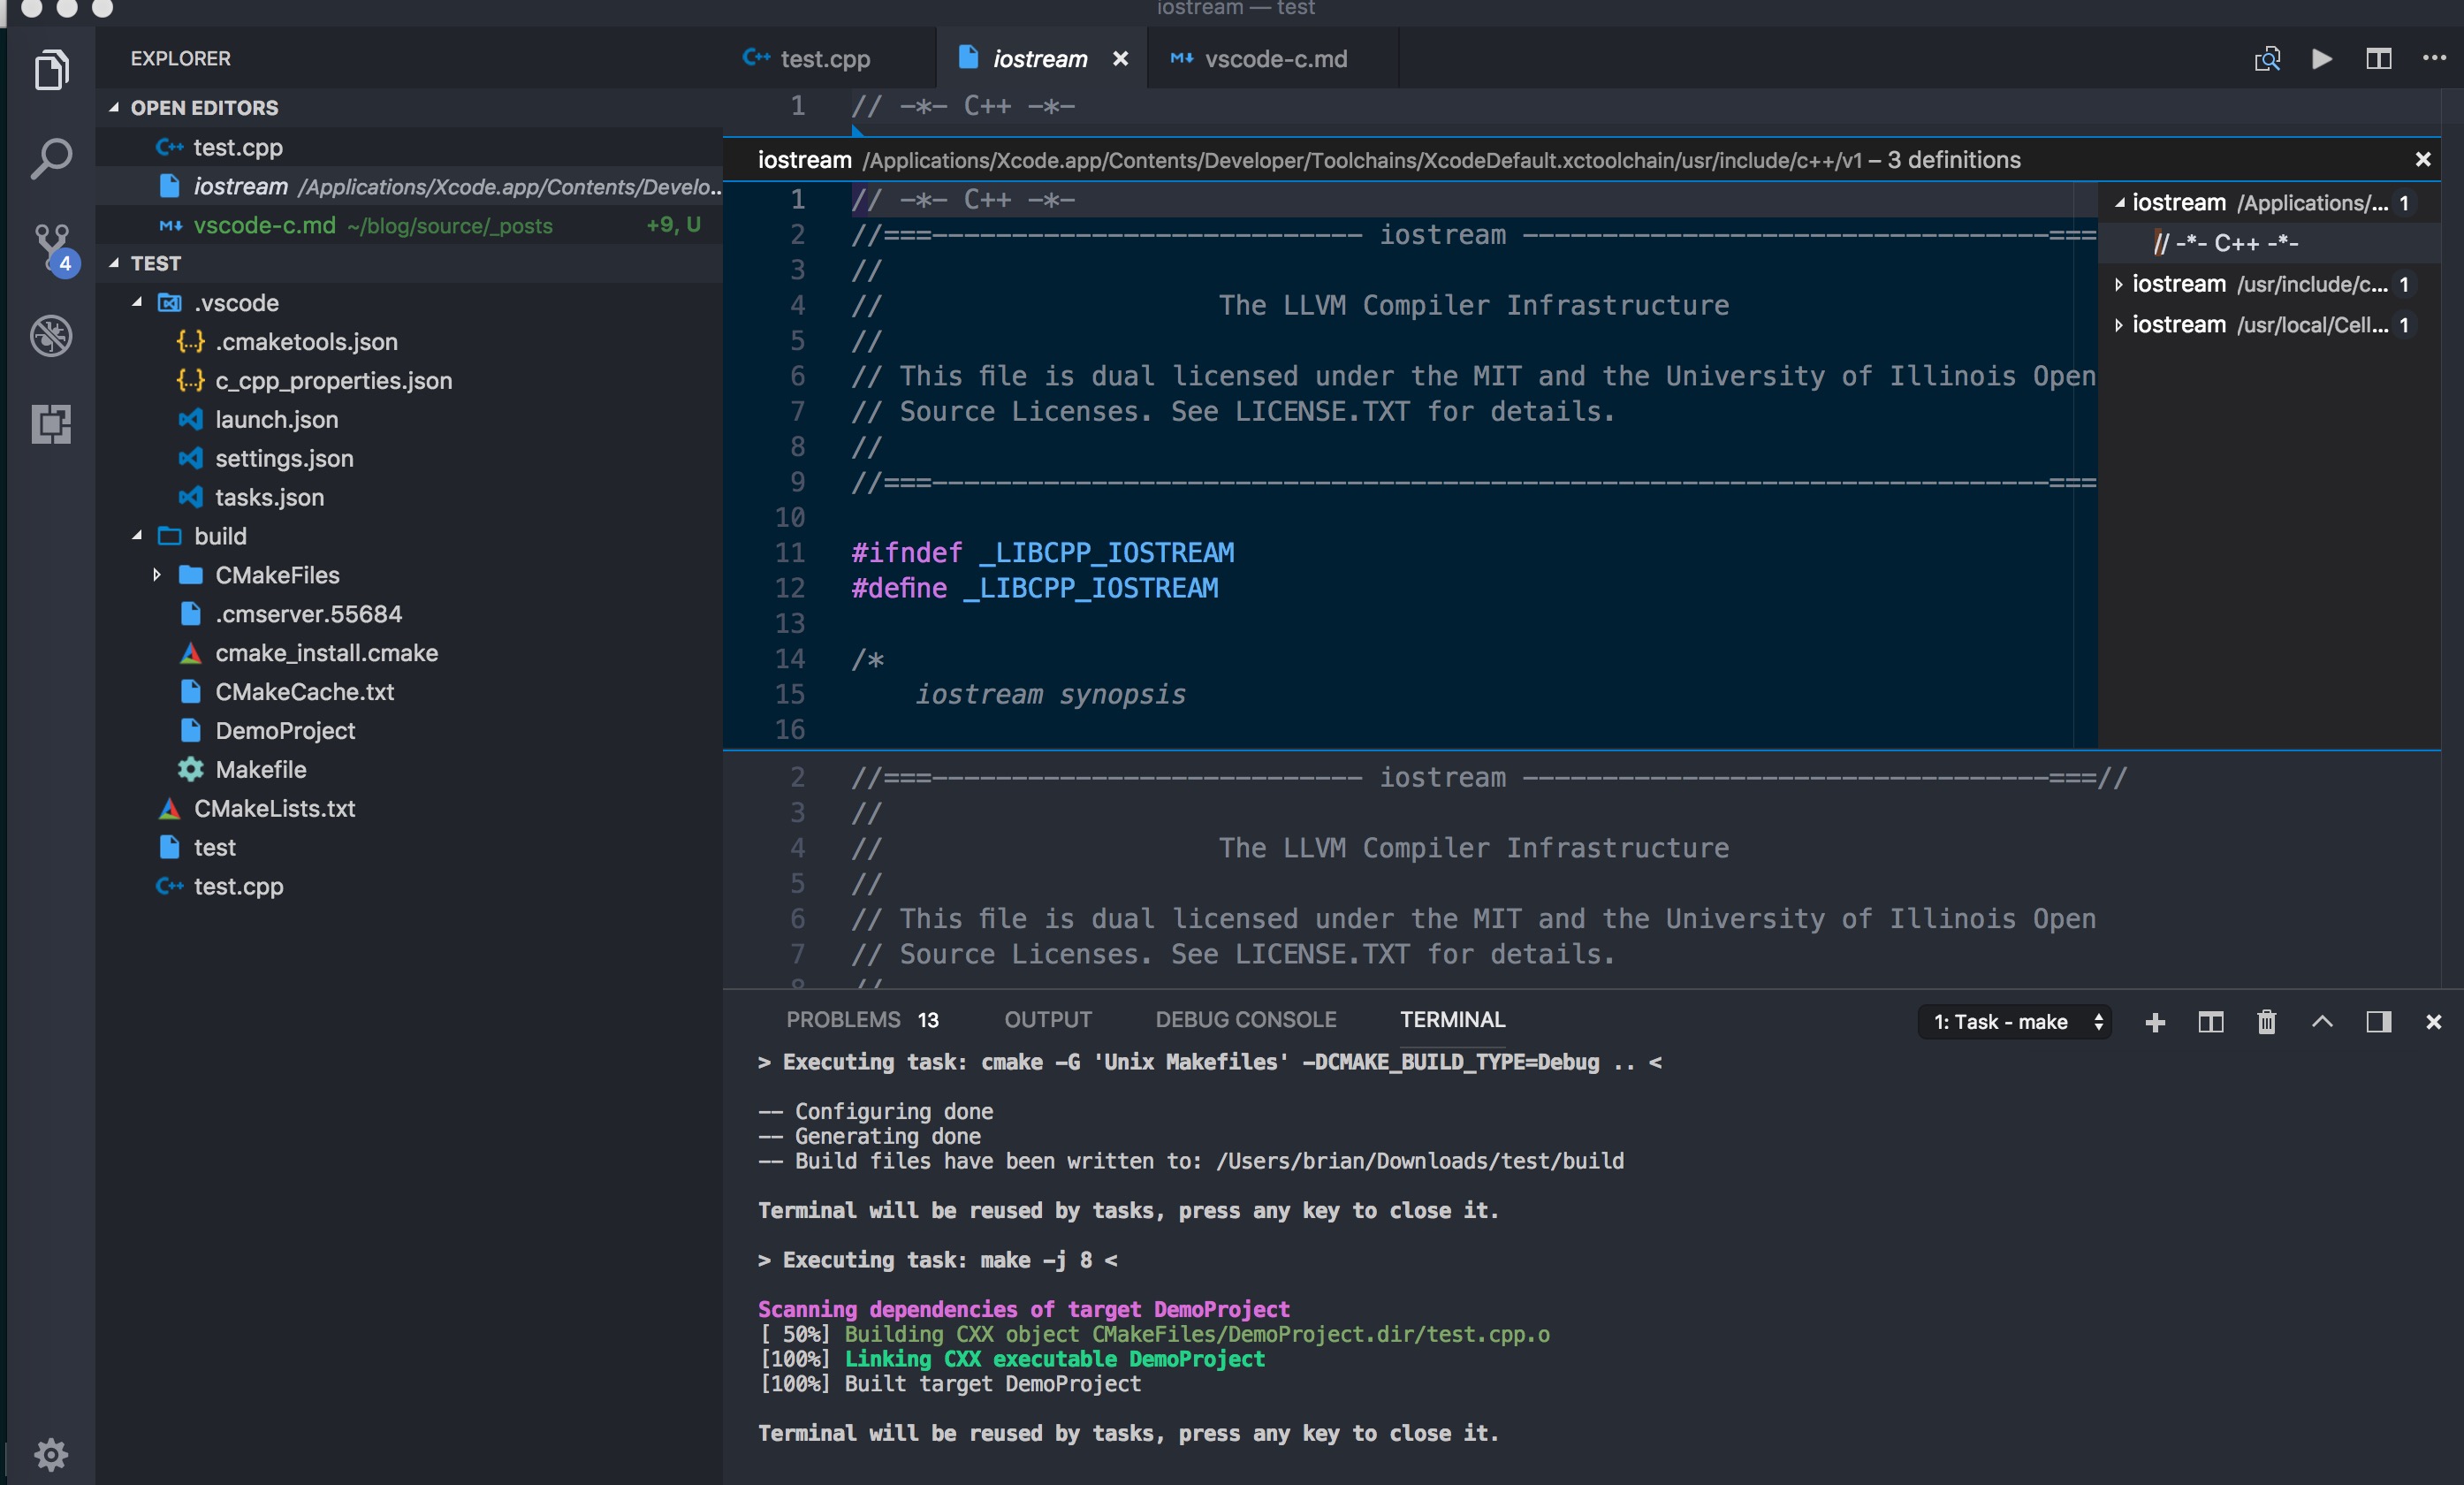 iostream — test
EXPLORER
OPEN EDITORS
C++ test.cpp
iostream /Applications/Xcode.app/Contents/Develo...
M↓ vscode-c.md ~/blog/source/_posts +9, U
4
TEST
.vscode
{...} .cmaketools.json
{...} c_cpp_properties.json
launch.json
settings.json
tasks.json
build
CMakeFiles
.cmserver.55684
cmake_install.cmake
CMakeCache.txt
DemoProject
Makefile
CMakeLists.txt
test
C++ test.cpp
C++ test.cpp
iostream ×
M↓ vscode-c.md
1 // -*- C++ -*-
iostream /Applications/Xcode.app/Contents/Developer/Toolchains/XcodeDefault.xctoolchain/usr/include/c++/v1 – 3 definitions
1 // -*- C++ -*-
2 //===--------------------------- iostream ---------------------------------===
3 //
4 // The LLVM Compiler Infrastructure
5 //
6 // This file is dual licensed under the MIT and the University of Illinois Open
7 // Source Licenses. See LICENSE.TXT for details.
8 //
9 //===----------------------------------------------------------------------===
10
11 #ifndef _LIBCPP_IOSTREAM
12 #define _LIBCPP_IOSTREAM
13
14 /*
15 iostream synopsis
16
iostream /Applications/... 1
// -*- C++ -*-
iostream /usr/include/c... 1
iostream /usr/local/Cell... 1
2 //===--------------------------- iostream ---------------------------------===//
3 //
4 // The LLVM Compiler Infrastructure
5 //
6 // This file is dual licensed under the MIT and the University of Illinois Open
7 // Source Licenses. See LICENSE.TXT for details.
8 //
PROBLEMS 13 OUTPUT DEBUG CONSOLE TERMINAL
1: Task - make
> Executing task: cmake -G 'Unix Makefiles' -DCMAKE_BUILD_TYPE=Debug .. <
-- Configuring done
-- Generating done
-- Build files have been written to: /Users/brian/Downloads/test/build
Terminal will be reused by tasks, press any key to close it.
> Executing task: make -j 8 <
Scanning dependencies of target DemoProject
[ 50%] Building CXX object CMakeFiles/DemoProject.dir/test.cpp.o
[100%] Linking CXX executable DemoProject
[100%] Built target DemoProject
Terminal will be reused by tasks, press any key to close it.